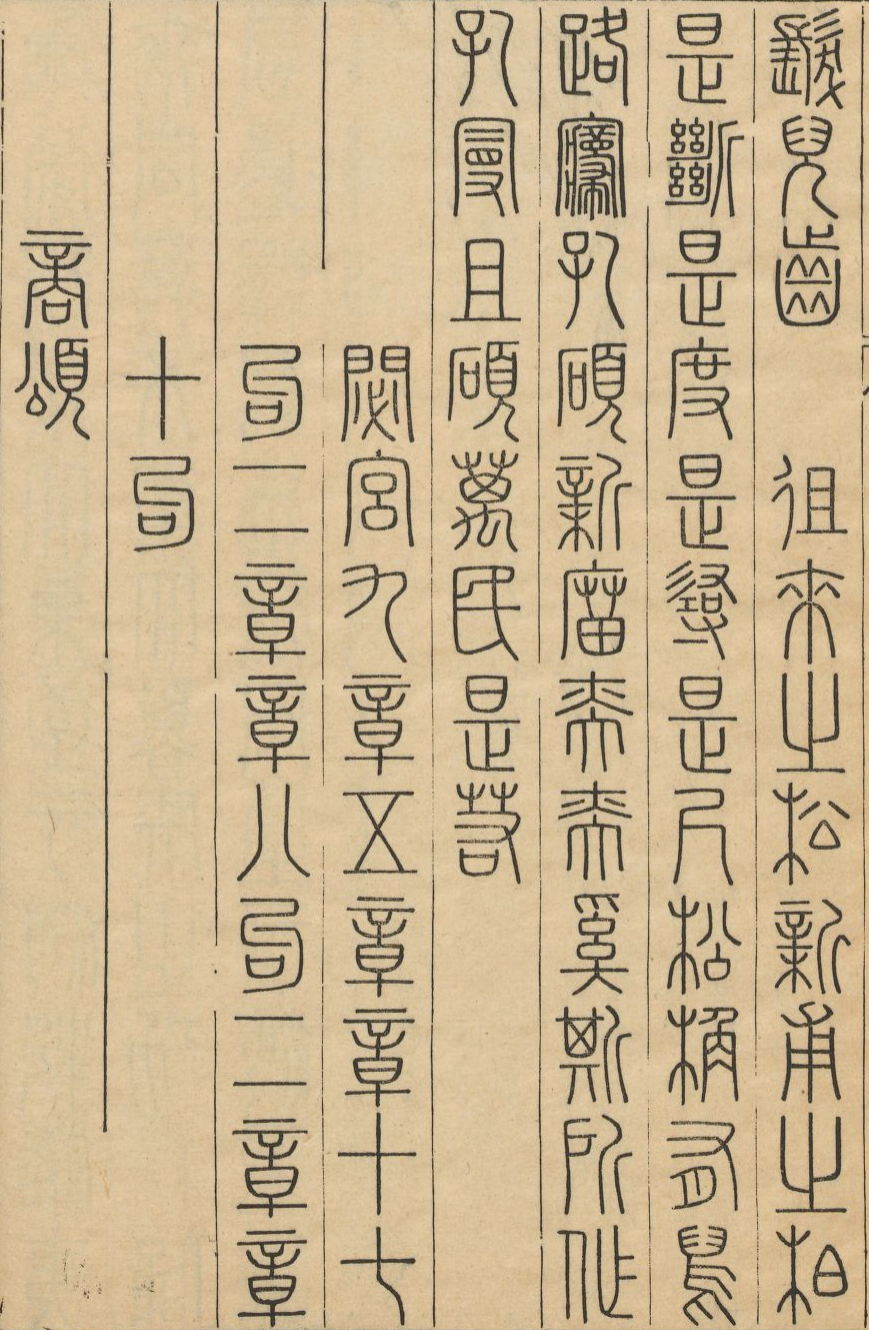 髮兒齒　徂來之松新甫之柏
是斷是度是尋是尺松桷有舄
路寢孔碩新廟奕奕奚斯所作
孔曼且碩萬民是若
閟宮九章五章章十七
句二章章八句二章章
十句
商頌